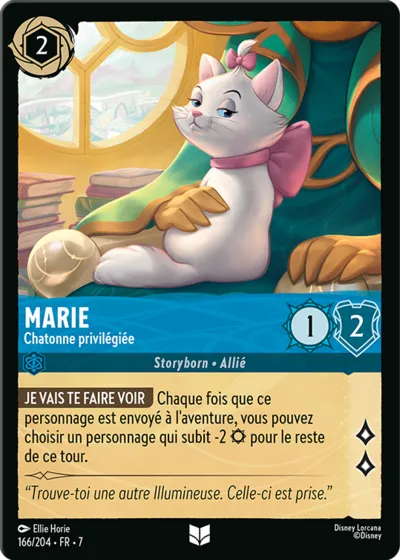 2
MARIE
Chatonne privilégiée
1
2
Storyborn • Allié
JE VAIS TE FAIRE VOIR Chaque fois que ce
personnage est envoyé à l'aventure, vous pouvez
choisir un personnage qui subit -2 pour le reste
de ce tour.
“Trouve-toi une autre Illumineuse. Celle-ci est prise.”
Ellie Horie
166/204 • FR • 7
Disney Lorcana
©Disney